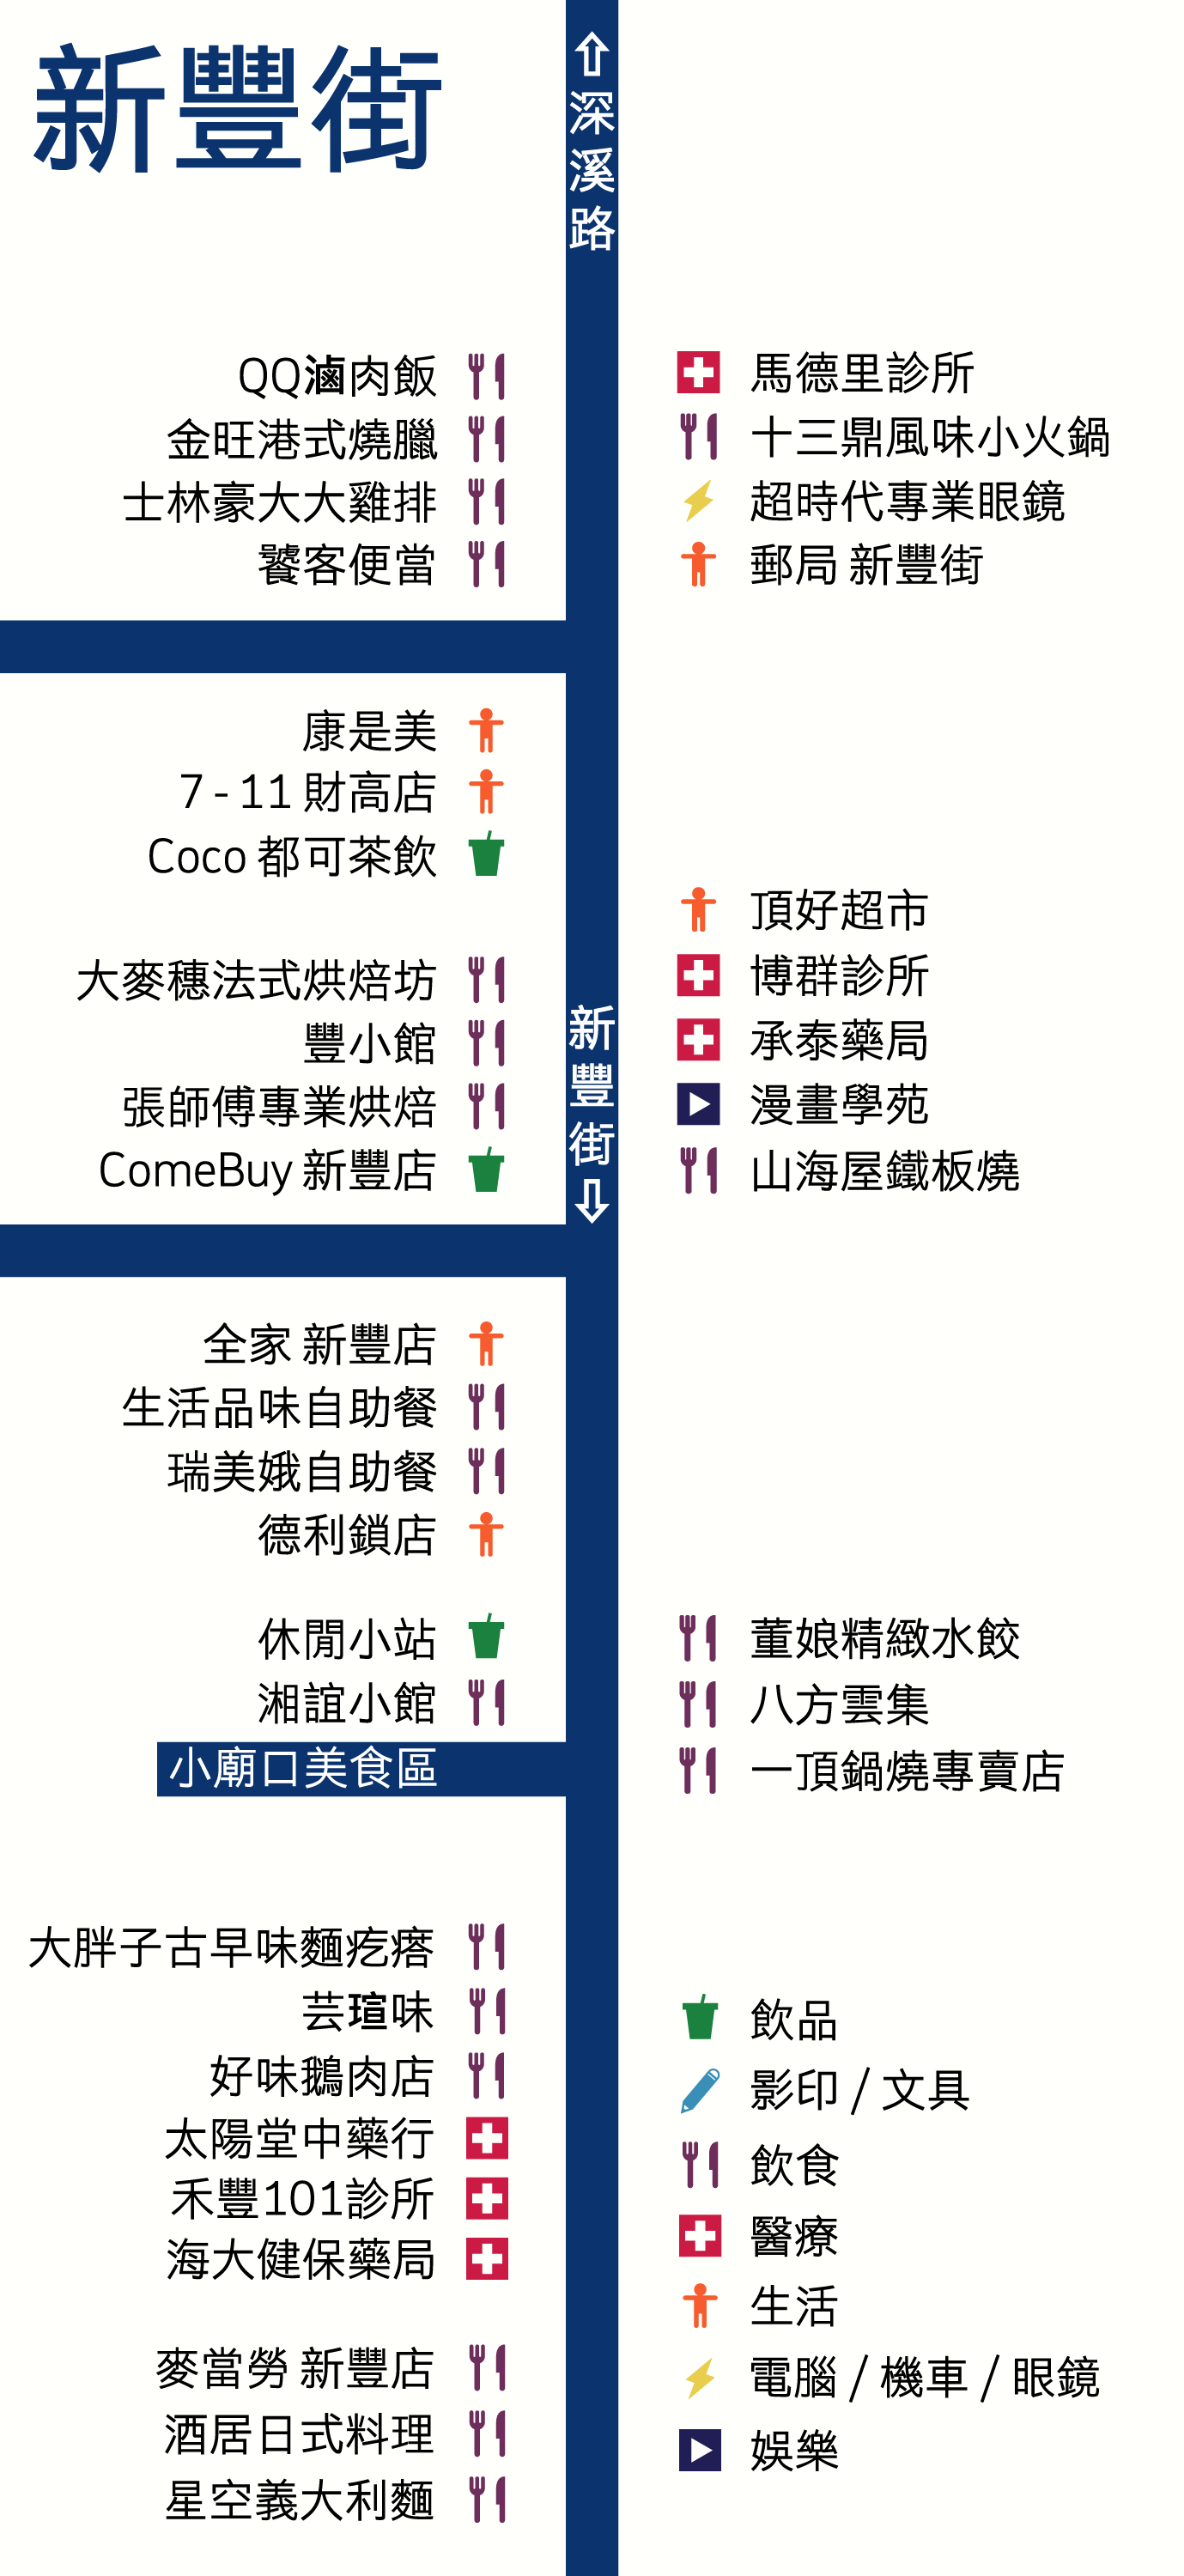 新豐街
⇧深溪路
QQ滷肉飯
金旺港式燒臘
士林豪大大雞排
饕客便當
馬德里診所
十三鼎風味小火鍋
超時代專業眼鏡
郵局 新豐街
康是美
7 - 11 財高店
Coco 都可茶飲
大麥穗法式烘焙坊
豐小館
張師傅專業烘焙
ComeBuy 新豐店
新豐街⇩
頂好超市
博群診所
承泰藥局
漫畫學苑
山海屋鐵板燒
全家 新豐店
生活品味自助餐
瑞美娥自助餐
德利鎖店
休閒小站
湘誼小館
小廟口美食區
董娘精緻水餃
八方雲集
一頂鍋燒專賣店
大胖子古早味麵疙瘩
芸瑄味
好味鵝肉店
太陽堂中藥行
禾豐101診所
海大健保藥局
麥當勞 新豐店
酒居日式料理
星空義大利麵
飲品
影印 / 文具
飲食
醫療
生活
電腦 / 機車 / 眼鏡
娛樂